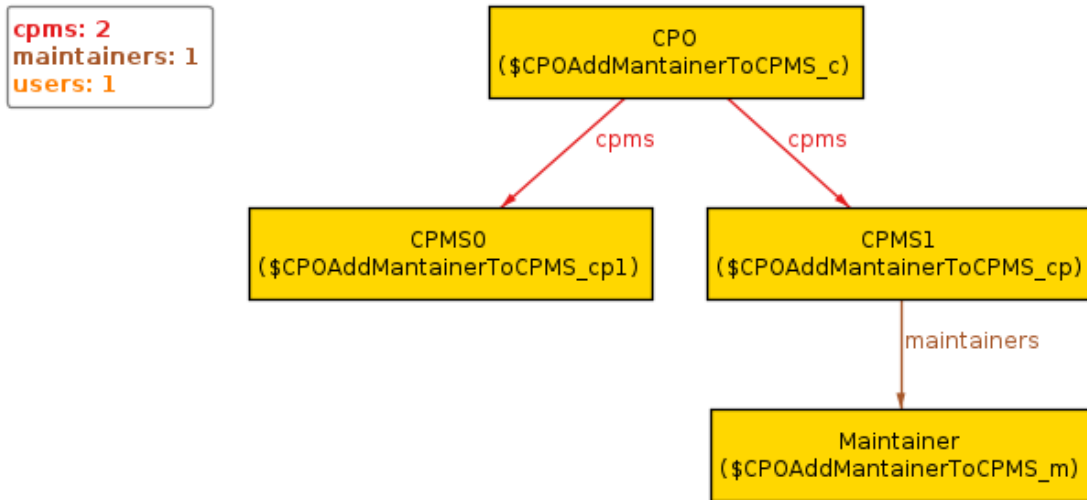 cpms: 2
maintainers: 1
users: 1
CPO
($CPOAddMantainerToCPMS_c)
cpms
cpms
CPMS0
($CPOAddMantainerToCPMS_cp1)
CPMS1
($CPOAddMantainerToCPMS_cp)
maintainers
Maintainer
($CPOAddMantainerToCPMS_m)